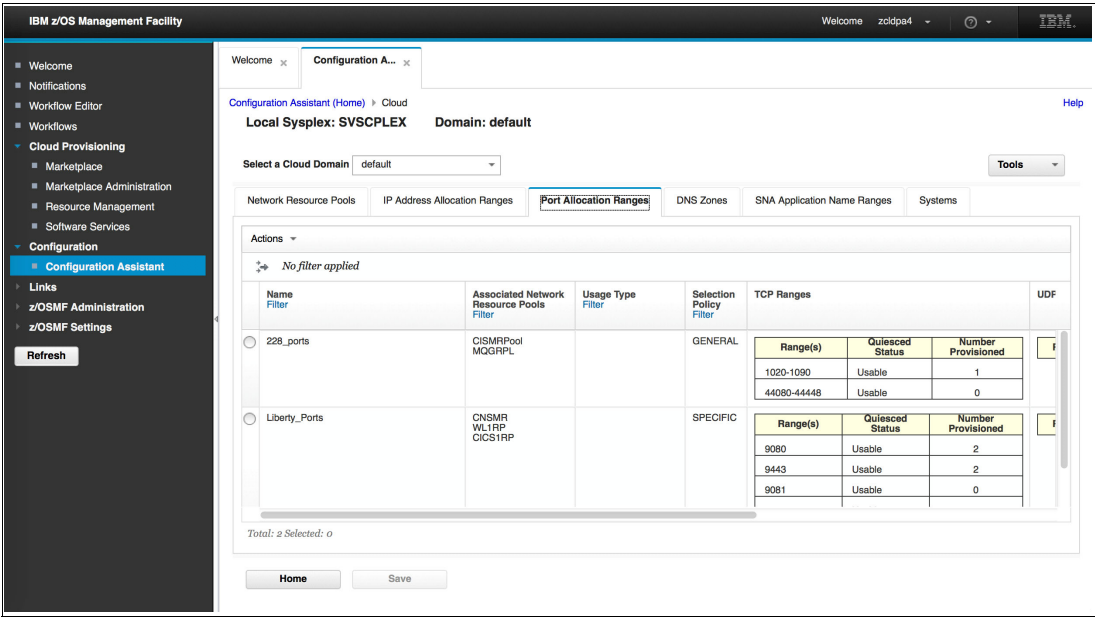 IBM z/OS Management Facility
Welcome zcldpa4
IBM.
Welcome
Notifications
Workflow Editor
Workflows
Cloud Provisioning
Marketplace
Marketplace Administration
Resource Management
Software Services
Configuration
Configuration Assistant
Links
z/OSMF Administration
z/OSMF Settings
Refresh
Welcome
Configuration A...
Configuration Assistant (Home) Cloud
Help
Local Sysplex: SVSCPLEX Domain: default
Select a Cloud Domain default
Tools
Network Resource Pools IP Address Allocation Ranges Port Allocation Ranges DNS Zones SNA Application Name Ranges Systems
Actions
No filter applied
Name Filter
Associated Network Resource Pools Filter
Usage Type Filter
Selection Policy Filter
TCP Ranges
UDP
228_ports
CISMRPool
MQGRPL
GENERAL
Range(s) Quiesced Status Number Provisioned
1020-1090 Usable 1
44080-44448 Usable 0
Liberty_Ports
CNSMR
WL1RP
CICS1RP
SPECIFIC
Range(s) Quiesced Status Number Provisioned
9080 Usable 2
9443 Usable 2
9081 Usable 0
Total: 2 Selected: 0
Home Save